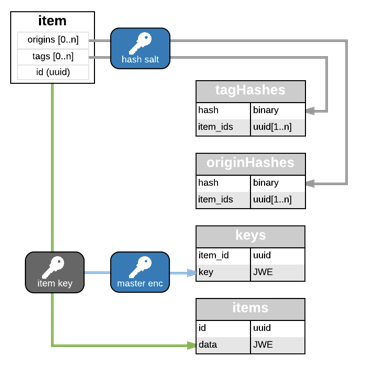 item
origins [0..n]
tags [0..n]
id (uuid)
hash salt
tagHashes
hash binary
item_ids uuid[1..n]
originHashes
hash binary
item_ids uuid[1..n]
keys
item_id uuid
key JWE
item key
master enc
items
id uuid
data JWE